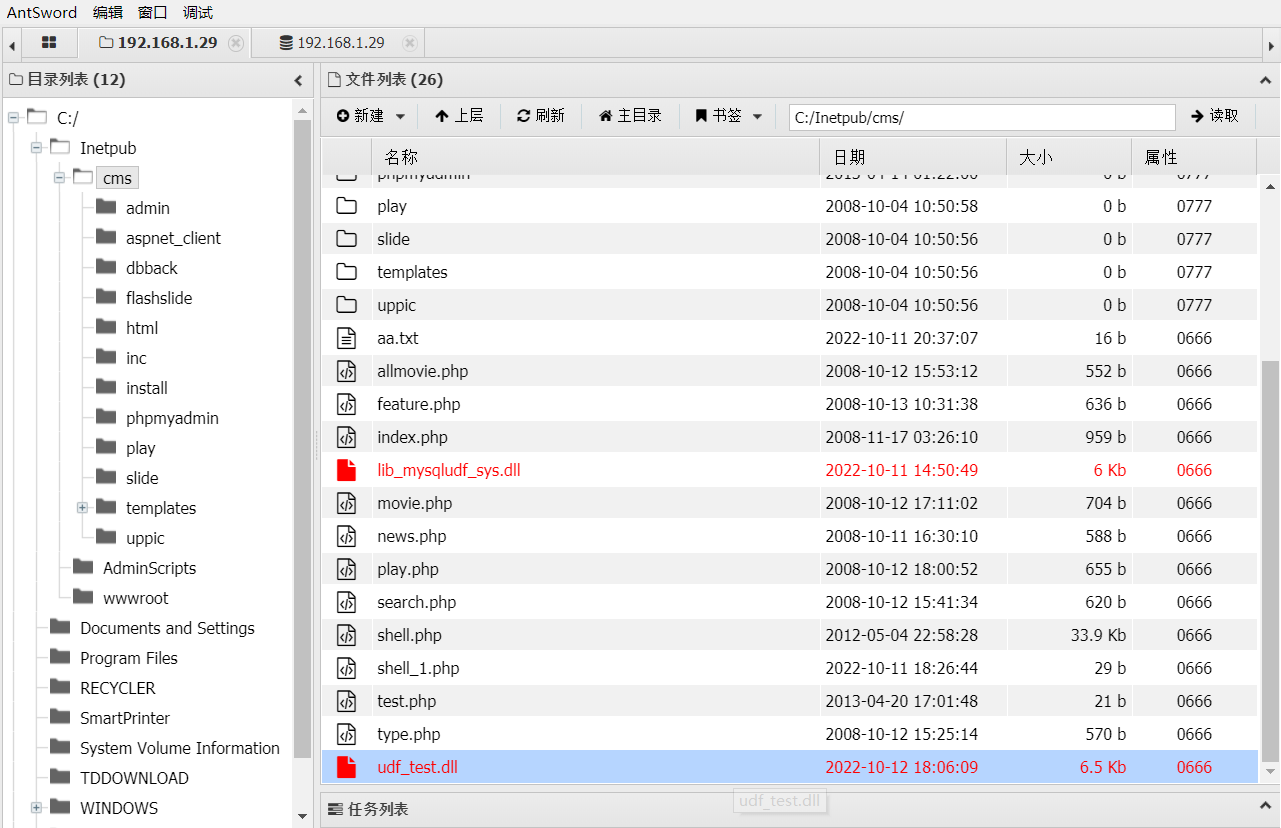 AntSword 编辑 窗口 调试
192.168.1.29 192.168.1.29
目录列表 (12)
文件列表 (26)
新建 上层 刷新 主目录 书签 C:/Inetpub/cms/ 读取
名称 日期 大小 属性
C:/
Inetpub
cms
admin
aspnet_client
dbback
flashslide
html
inc
install
phpmyadmin
play
slide
templates
uppic
AdminScripts
wwwroot
Documents and Settings
Program Files
RECYCLER
SmartPrinter
System Volume Information
TDDOWNLOAD
WINDOWS
phpmyadmin 2013-04-14 01:22:06 0 b 0777
play 2008-10-04 10:50:58 0 b 0777
slide 2008-10-04 10:50:56 0 b 0777
templates 2008-10-04 10:50:56 0 b 0777
uppic 2008-10-04 10:50:56 0 b 0777
aa.txt 2022-10-11 20:37:07 16 b 0666
allmovie.php 2008-10-12 15:53:12 552 b 0666
feature.php 2008-10-13 10:31:38 636 b 0666
index.php 2008-11-17 03:26:10 959 b 0666
lib_mysqludf_sys.dll 2022-10-11 14:50:49 6 Kb 0666
movie.php 2008-10-12 17:11:02 704 b 0666
news.php 2008-10-11 16:30:10 588 b 0666
play.php 2008-10-12 18:00:52 655 b 0666
search.php 2008-10-12 15:41:34 620 b 0666
shell.php 2012-05-04 22:58:28 33.9 Kb 0666
shell_1.php 2022-10-11 18:26:44 29 b 0666
test.php 2013-04-20 17:01:48 21 b 0666
type.php 2008-10-12 15:25:14 570 b 0666
udf_test.dll 2022-10-12 18:06:09 6.5 Kb 0666
任务列表
udf_test.dll